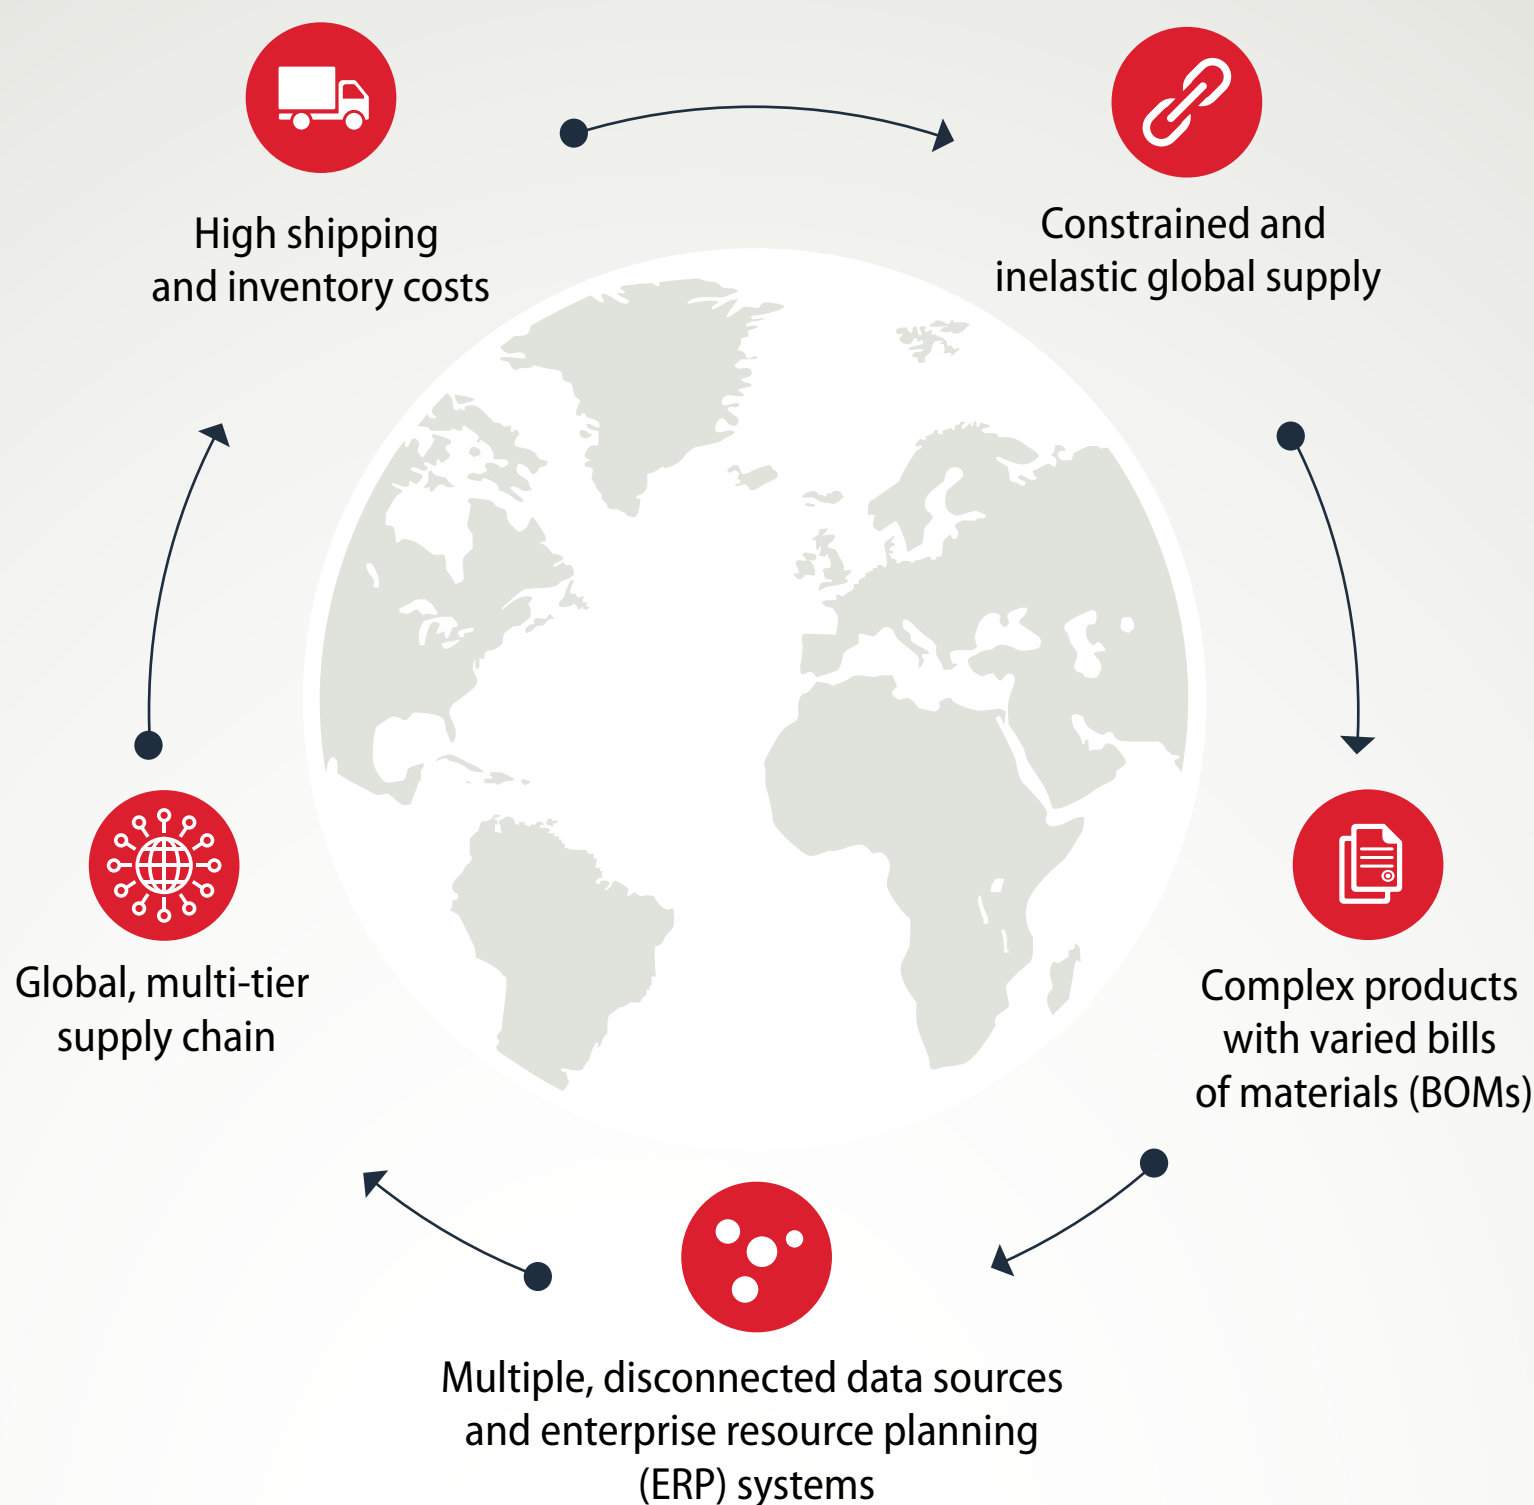 High shipping
and inventory costs
Constrained and
inelastic global supply
Global, multi-tier
supply chain
Complex products
with varied bills
of materials (BOMs)
Multiple, disconnected data sources
and enterprise resource planning
(ERP) systems